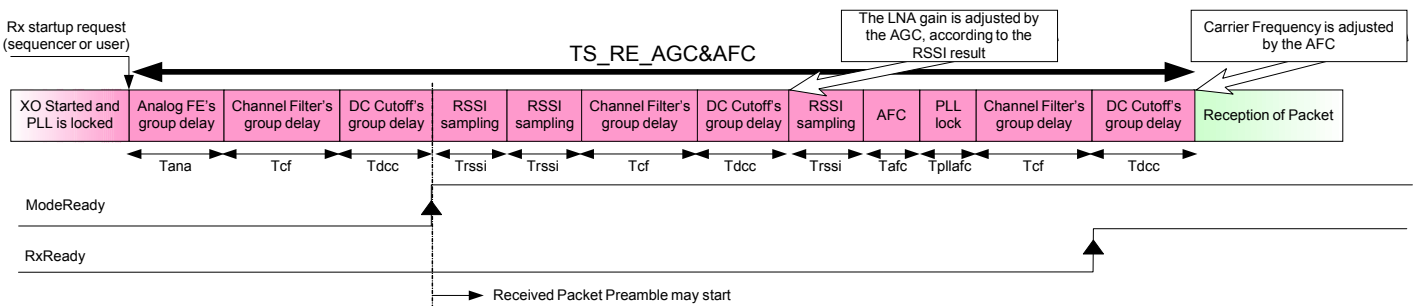 Rx startup request
(sequencer or user)
TS_RE_AGC&AFC
The LNA gain is adjusted by
the AGC, according to the
RSSI result
Carrier Frequency is adjusted
by the AFC
XO Started and
PLL is locked
Analog FE's
group delay
Channel Filter's
group delay
DC Cutoff's
group delay
RSSI
sampling
RSSI
sampling
Channel Filter's
group delay
DC Cutoff's
group delay
RSSI
sampling
AFC
PLL
lock
Channel Filter's
group delay
DC Cutoff's
group delay
Reception of Packet
Tana
Tcf
Tdcc
Trssi
Trssi
Tcf
Tdcc
Trssi
Tafc
Tpllafc
Tcf
Tdcc
ModeReady
RxReady
Received Packet Preamble may start